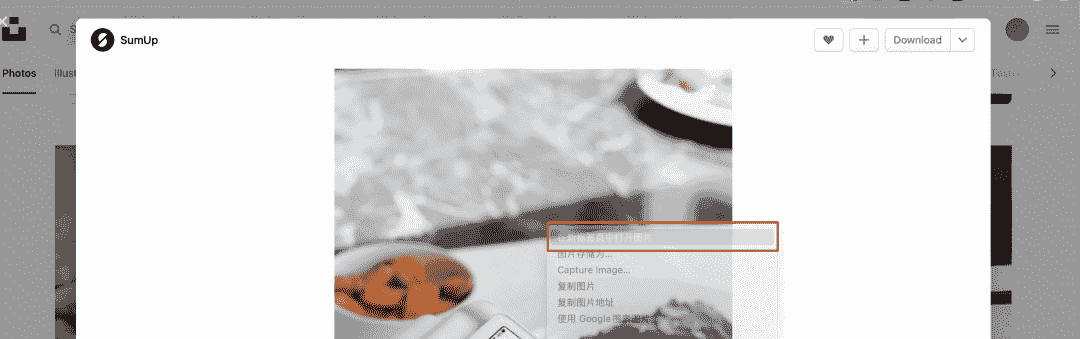 SumUp
Download
Photos
Illust
在新标签页中打开图片
图片存储为...
Capture Image...
复制图片
复制图片地址
使用 Google 搜索图片